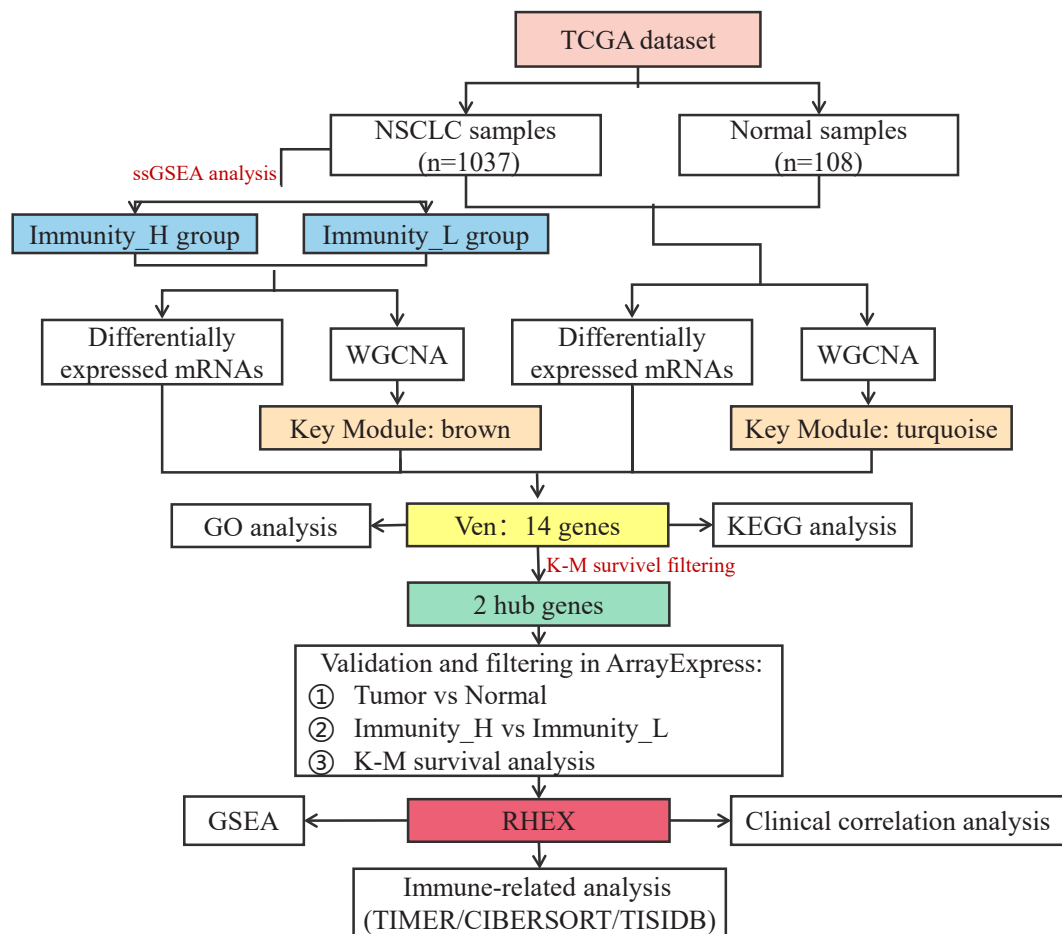 TCGA dataset
NSCLC samples
(n=1037)
Normal samples
(n=108)
ssGSEA analysis
Immunity_H group
Immunity_L group
Differentially
expressed mRNAs
WGCNA
Differentially
expressed mRNAs
WGCNA
Key Module: brown
Key Module: turquoise
GO analysis
Ven：14 genes
KEGG analysis
K-M survivel filtering
2 hub genes
Validation and filtering in ArrayExpress:
① Tumor vs Normal
② Immunity_H vs Immunity_L
③ K-M survival analysis
GSEA
RHEX
Clinical correlation analysis
Immune-related analysis
(TIMER/CIBERSORT/TISIDB)